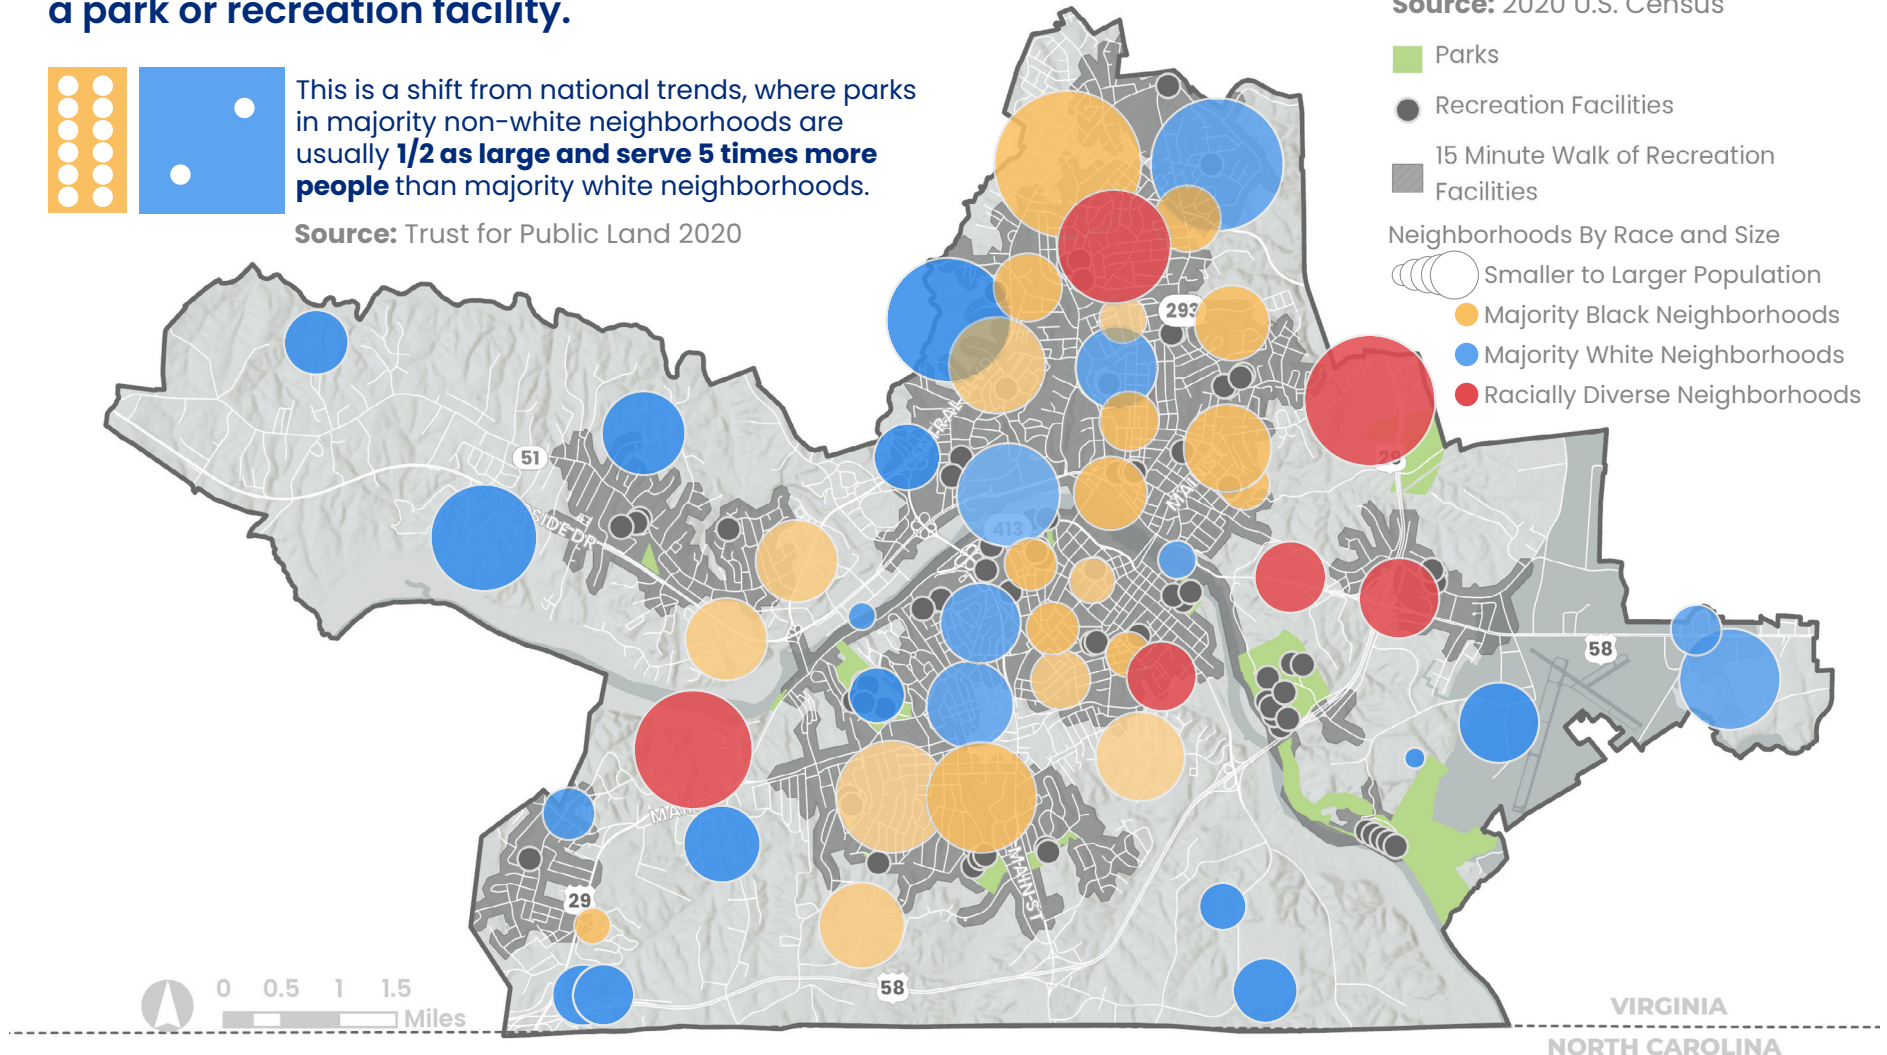 a park or recreation facility.
This is a shift from national trends, where parks
in majority non-white neighborhoods are
usually 1/2 as large and serve 5 times more
people than majority white neighborhoods.
Source: Trust for Public Land 2020
Source: 2020 U.S. Census
Parks
Recreation Facilities
15 Minute Walk of Recreation
Facilities
Neighborhoods By Race and Size
Smaller to Larger Population
Majority Black Neighborhoods
Majority White Neighborhoods
Racially Diverse Neighborhoods
293
51
29
413
58
29
MAIN ST
58
0 0.5 1 1.5
Miles
VIRGINIA
NORTH CAROLINA